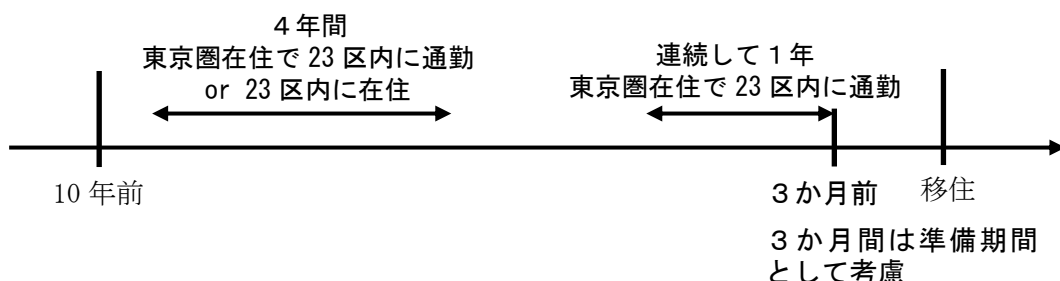 ４年間
東京圏在住で 23 区内に通勤
or 23 区内に在住
連続して１年
東京圏在住で 23 区内に通勤
10 年前
３か月前
移住
３か月間は準備期間
として考慮